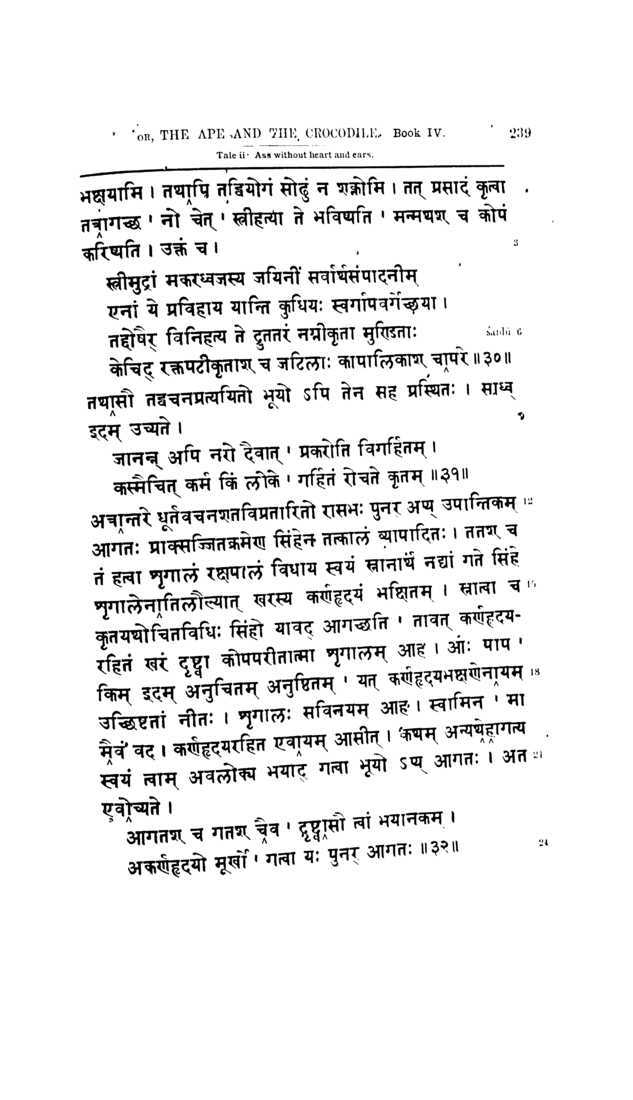 OR, THE APE AND THE CROCODILE. Book IV. 239
Tale ii: Ass without heart and ears.
भक्षयामि । तथापि तद्वियोगं सोढुं न शक्नोमि । तत् प्रसादं कृत्वा
तत्रागच्छ ' नो चेत् ' स्त्रीहत्या ते भविष्यति ' मन्मथश् च कोपं
करिष्यति । उक्तं च । 3
स्त्रीमुद्रां मकरध्वजस्य जयिनीं सर्वार्थसंपादनीम्
एनां ये प्रविहाय यान्ति कुधियः स्वर्गापवर्गेच्छया ।
तद्दोषैर् विनिहत्य ते द्रुततरं नग्नीकृता मुण्डिताः Śārdū 6
केचिद् रक्तपटीकृताश् च जटिलाः कापालिकाश् चापरे ॥३०॥
तथासौ तद्वचनप्रत्ययितो भूयो ऽपि तेन सह प्रस्थितः । साध्व्
इदम् उच्यते । 9
जानन्न् अपि नरो दैवात् ' प्रकरोति विगर्हितम् ।
कस्मैचित् कर्म किं लोके ' गर्हितं रोचते कृतम् ॥३१॥
अत्रान्तरे धूर्तवचनशतविप्रतारितो रासभः पुनर् अप्य् उपान्तिकम् 12
आगतः प्राक्सज्जितक्रमेण सिंहेन तत्कालं व्यापादितः । ततश् च
तं हत्वा शृगालं रक्षपालं विधाय स्वयं स्नानार्थं नद्यां गते सिंहे
शृगालेनातिलौल्यात् खरस्य कर्णहृदयं भक्षितम् । स्नात्वा च 15
कृतयथोचितविधिः सिंहो यावद् आगच्छति ' तावत् कर्णहृदय-
रहितं खरं दृष्ट्वा कोपपरीतात्मा शृगालम् आह । आः पाप '
किम् इदम् अनुचितम् अनुष्ठितम् ' यत् कर्णहृदयभक्षणेनायम् 18
उच्छिष्टतां नीतः । शृगालः सविनयम् आह । स्वामिन् ' मा
मैवं वद । कर्णहृदयरहित एवायम् आसीत् । कथम् अन्यथेहागत्य
स्वयं त्वाम् अवलोक्य भयाद् गत्वा भूयो ऽप्य् आगतः । अत 21
एवोच्यते ।
आगतश् च गतश् चैव ' दृष्ट्वासौ त्वां भयानकम् ।
अकर्णहृदयो मूर्खो ' गत्वा यः पुनर् आगतः ॥३२॥ 24